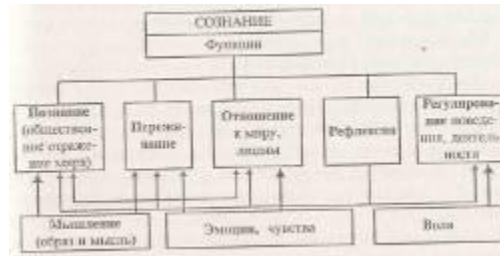 СОЗНАНИЕ
Функции
Познание
(обществен-
ное отраже-
ние мира)
Пережи-
вание
Отношение
к миру,
людям
Рефлексия
Регулирова-
ние поведе-
ния, деятель-
ности
Мышление
(образ и мысль)
Эмоции, чувства
Воля